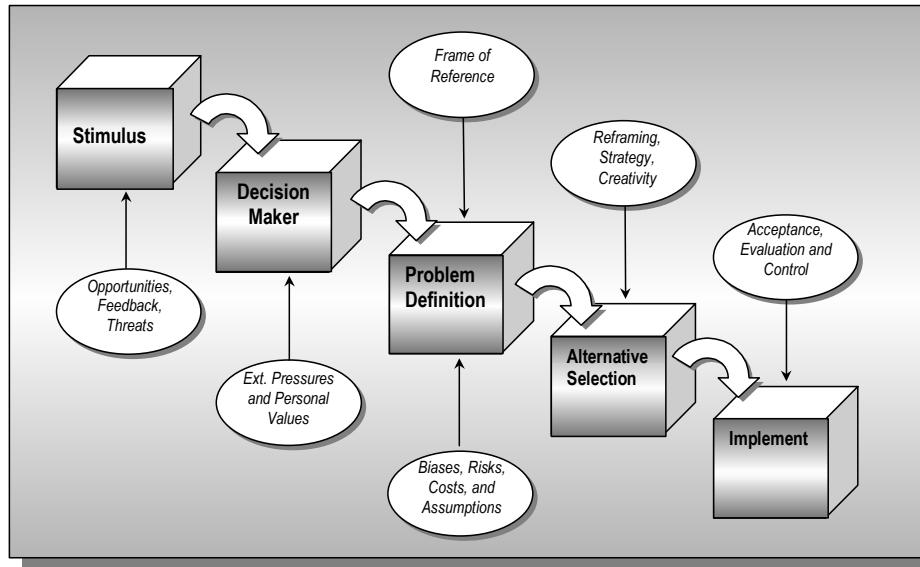 Frame of
Reference
Stimulus
Reframing,
Strategy,
Creativity
Decision
Maker
Acceptance,
Evaluation and
Control
Opportunities,
Feedback,
Threats
Problem
Definition
Ext. Pressures
and Personal
Values
Alternative
Selection
Implement
Biases, Risks,
Costs, and
Assumptions